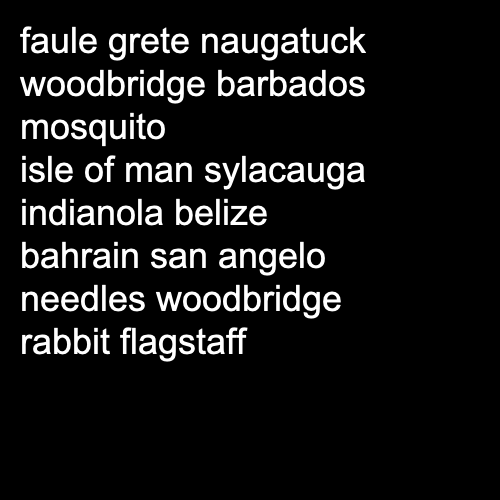 faule grete naugatuck
woodbridge barbados
mosquito
isle of man sylacauga
indianola belize
bahrain san angelo
needles woodbridge
rabbit flagstaff